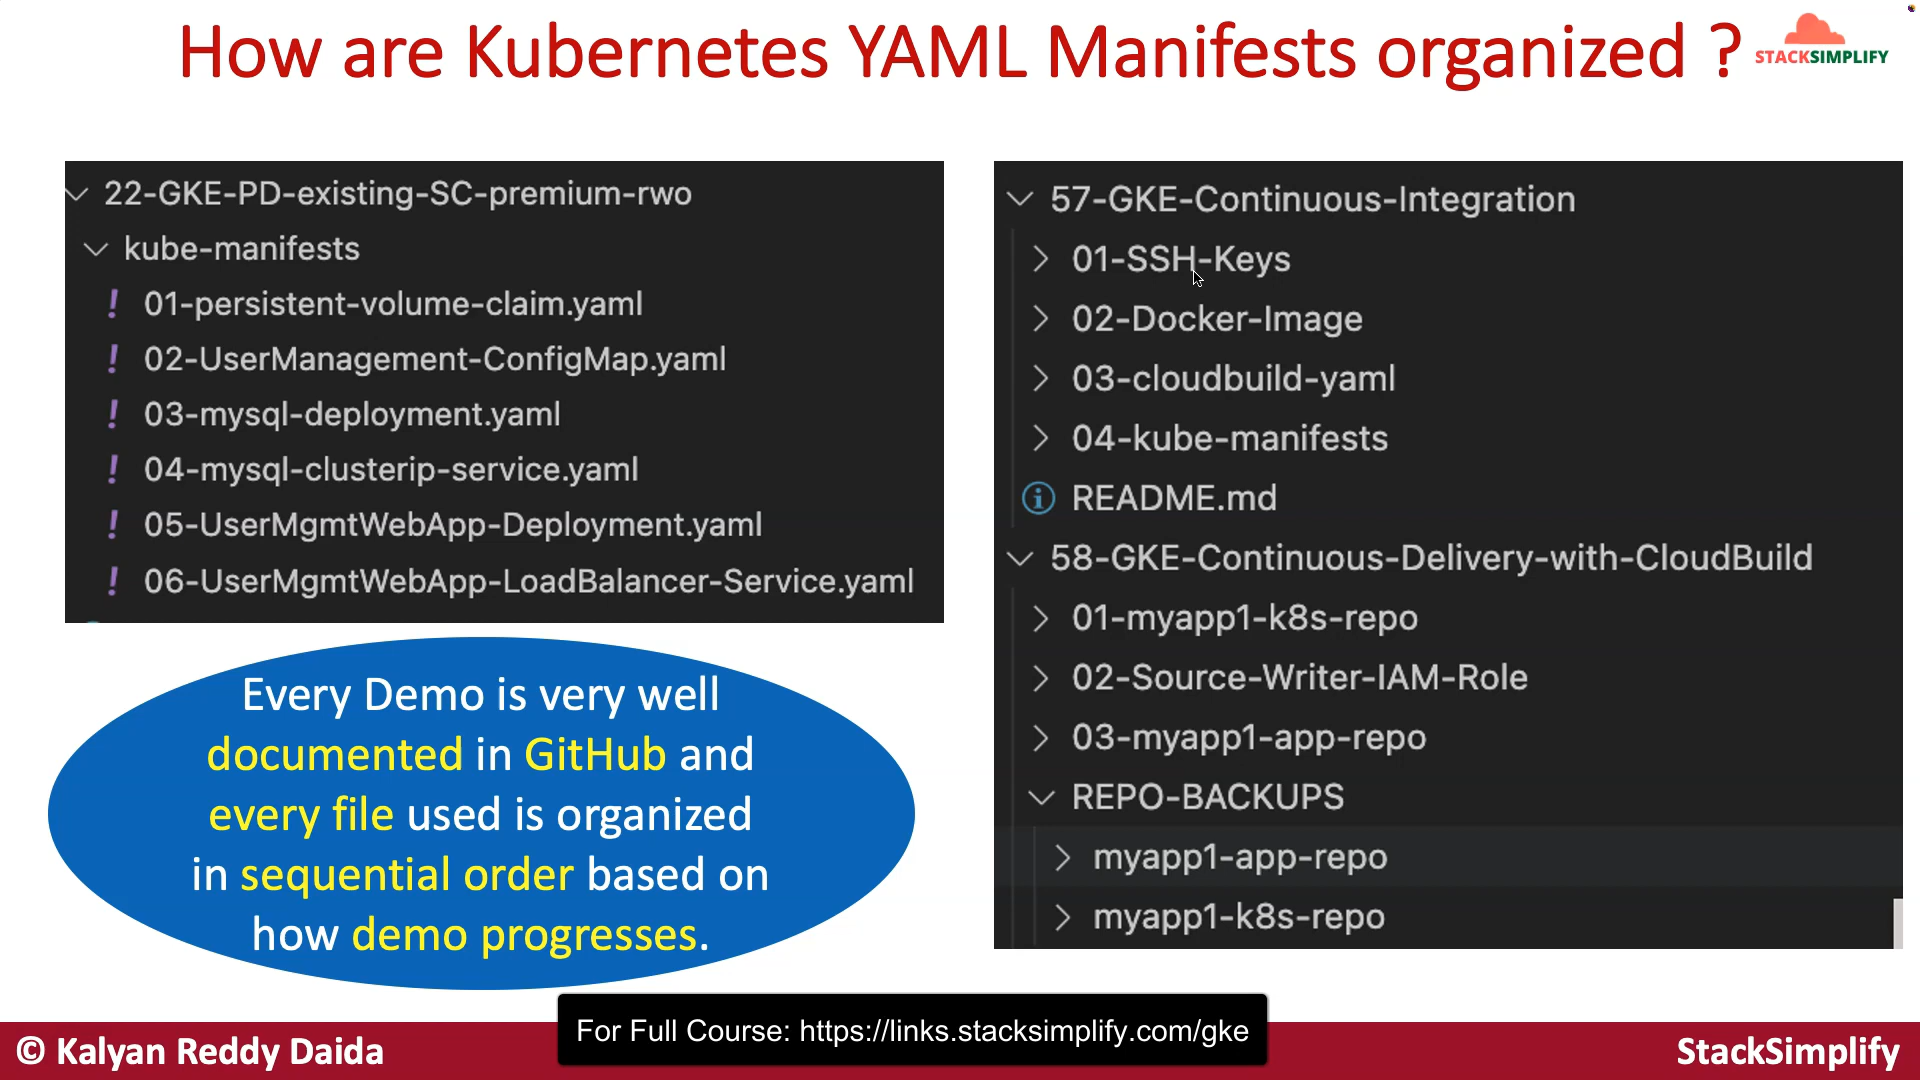 How are Kubernetes YAML Manifests organized ?
STACKSIMPLIFY
22-GKE-PD-existing-SC-premium-rwo
kube-manifests
! 01-persistent-volume-claim.yaml
! 02-UserManagement-ConfigMap.yaml
! 03-mysql-deployment.yaml
! 04-mysql-clusterip-service.yaml
! 05-UserMgmtWebApp-Deployment.yaml
! 06-UserMgmtWebApp-LoadBalancer-Service.yaml
57-GKE-Continuous-Integration
01-SSH-Keys
02-Docker-Image
03-cloudbuild-yaml
04-kube-manifests
README.md
58-GKE-Continuous-Delivery-with-CloudBuild
01-myapp1-k8s-repo
02-Source-Writer-IAM-Role
03-myapp1-app-repo
REPO-BACKUPS
myapp1-app-repo
myapp1-k8s-repo
Every Demo is very well
documented in GitHub and
every file used is organized
in sequential order based on
how demo progresses.
For Full Course: https://links.stacksimplify.com/gke
© Kalyan Reddy Daida
StackSimplify